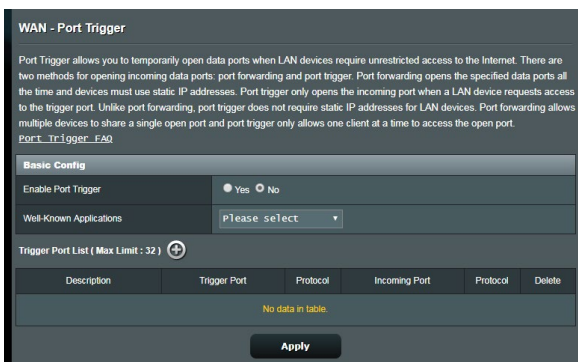 WAN - Port Trigger
Port Trigger allows you to temporarily open data ports when LAN devices require unrestricted access to the Internet. There are
two methods for opening incoming data ports: port forwarding and port trigger. Port forwarding opens the specified data ports all
the time and devices must use static IP addresses. Port trigger only opens the incoming port when a LAN device requests access
to the trigger port. Unlike port forwarding, port trigger does not require static IP addresses for LAN devices. Port forwarding allows
multiple devices to share a single open port and port trigger only allows one client at a time to access the open port.
Port Trigger FAQ
Basic Config
Enable Port Trigger Yes No
Well-Known Applications Please select
Trigger Port List ( Max Limit : 32 )
Description Trigger Port Protocol Incoming Port Protocol Delete
No data in table.
Apply